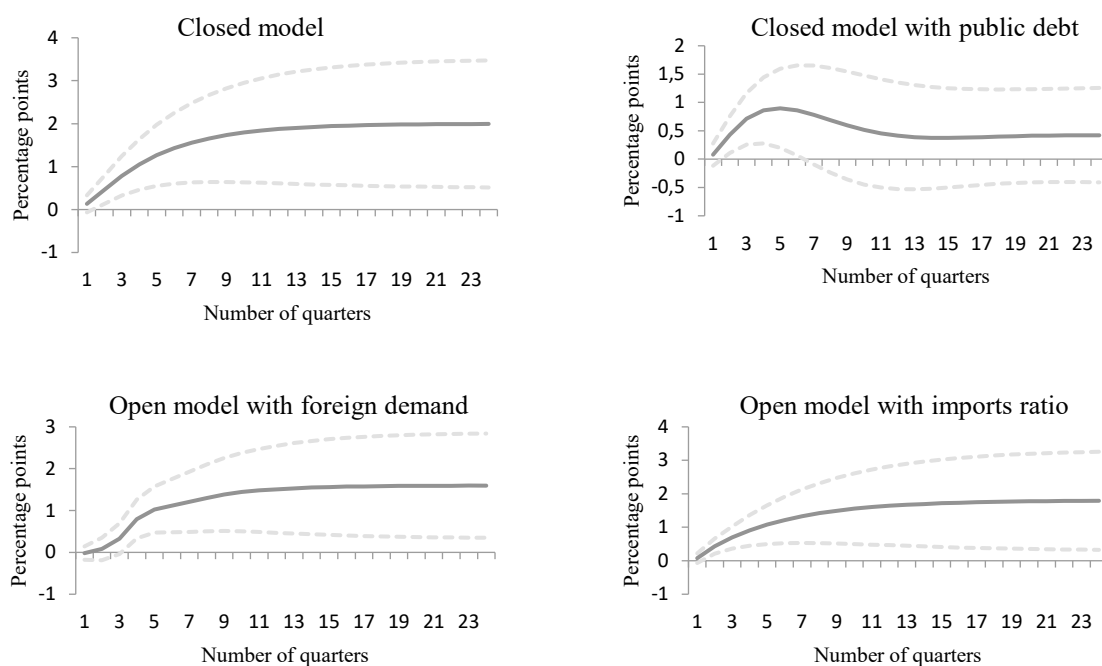 Closed model
Percentage points
4
3
2
1
0
-1
1 3 5 7 9 11 13 15 17 19 21 23
Number of quarters
Closed model with public debt
Percentage points
2
1,5
1
0,5
0
-0,5
-1
1 3 5 7 9 11 13 15 17 19 21 23
Number of quarters
Open model with foreign demand
Percentage points
3
2
1
0
-1
1 3 5 7 9 11 13 15 17 19 21 23
Number of quarters
Open model with imports ratio
Percentage points
4
3
2
1
0
-1
1 3 5 7 9 11 13 15 17 19 21 23
Number of quarters